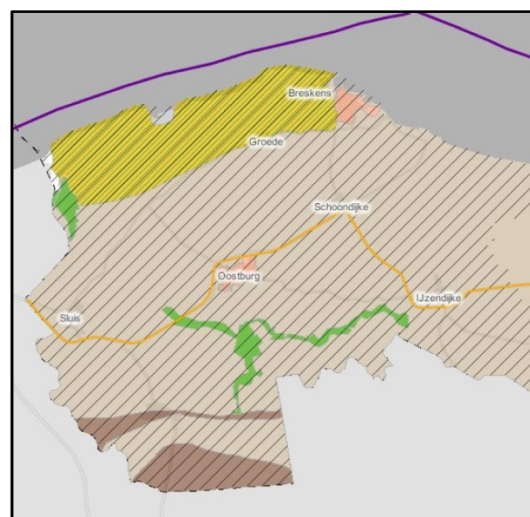 Breskens
Groede
Schoondijke
Oostburg
IJzendijke
Sluis